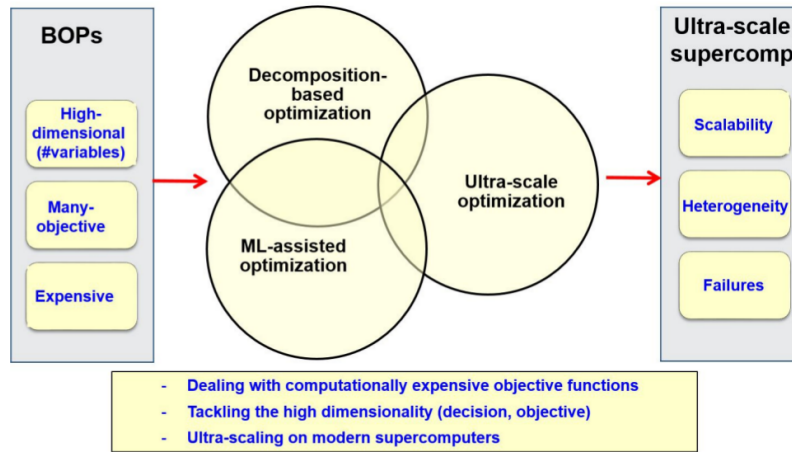 BOPs
High-
dimensional
(#variables)
Many-
objective
Expensive
Decomposition-
based
optimization
ML-assisted
optimization
Ultra-scale
optimization
Ultra-scale
supercomp
Scalability
Heterogeneity
Failures
- Dealing with computationally expensive objective functions
- Tackling the high dimensionality (decision, objective)
- Ultra-scaling on modern supercomputers